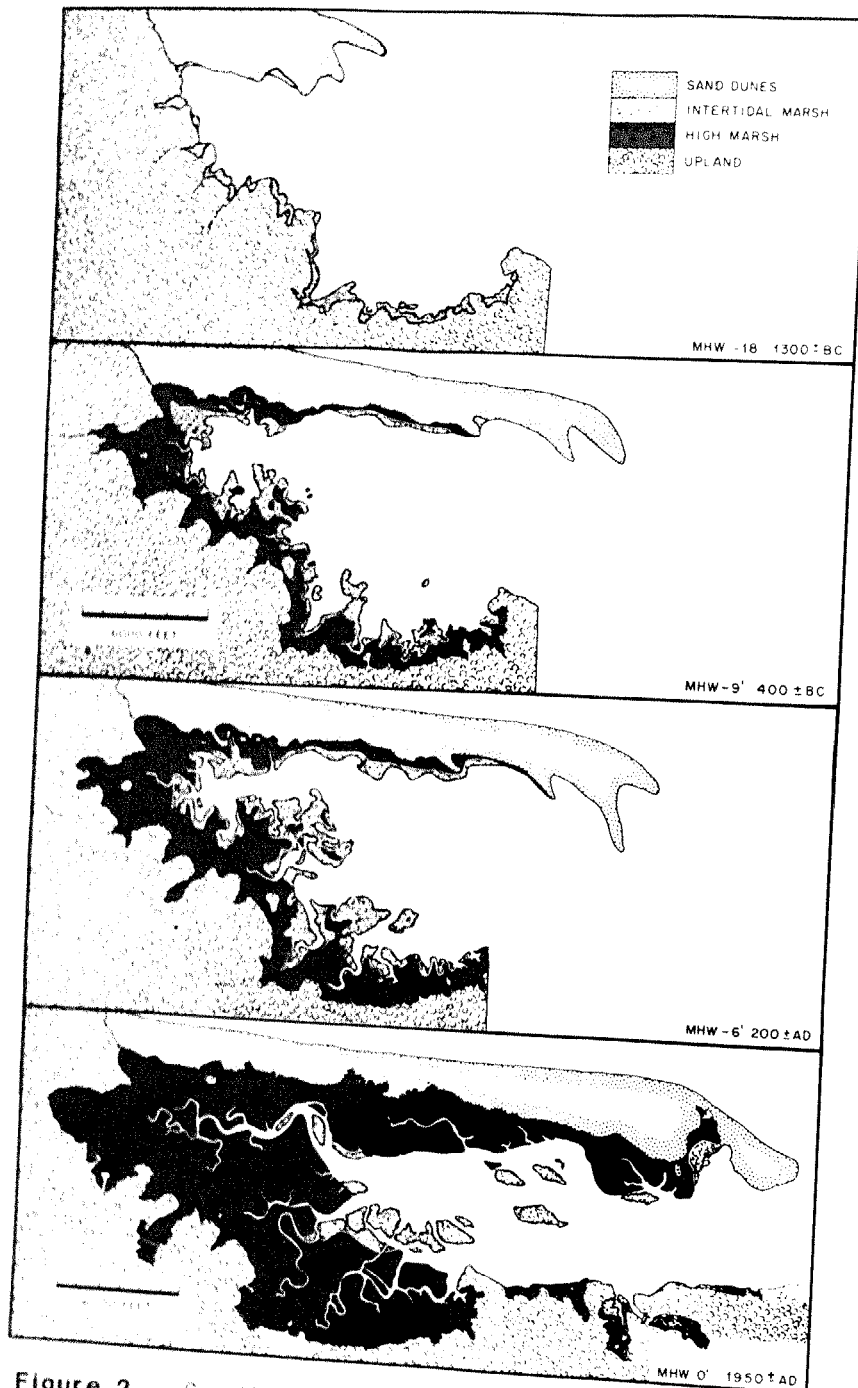 SAND DUNES
INTERTIDAL MARSH
HIGH MARSH
UPLAND
MHW -18 1300±BC
FEET
MHW-9' 400±BC
MHW-6' 200±AD
MHW 0' 1950±AD
Figure 2